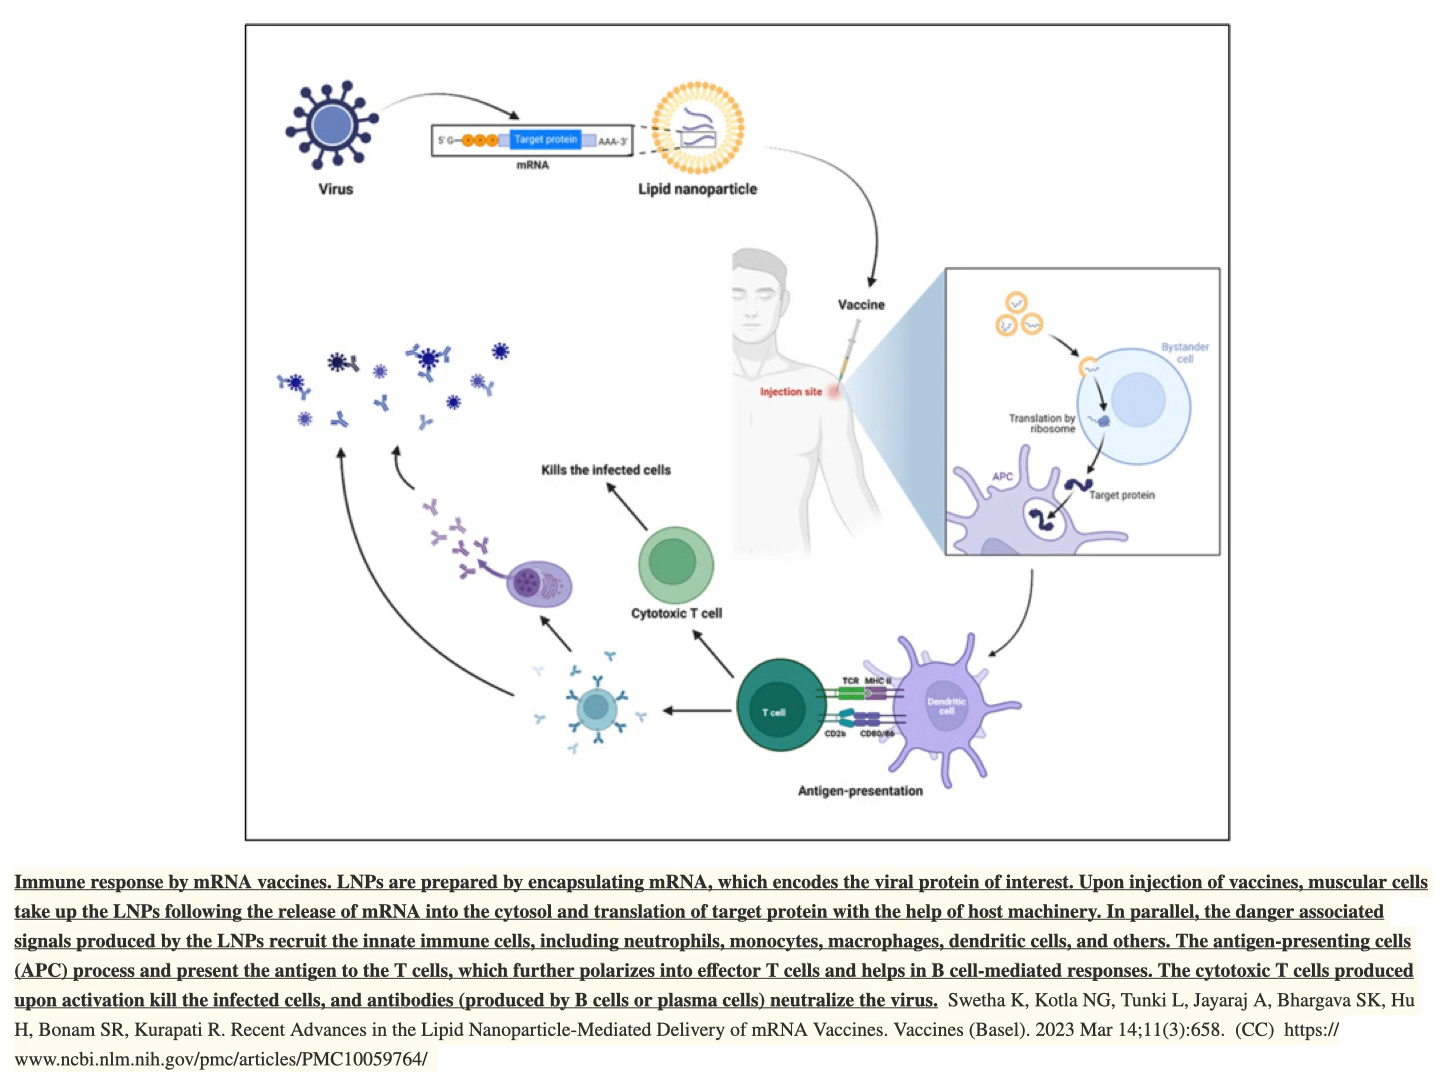 5' G
Target protein
AAA-3'
mRNA
Virus
Lipid nanoparticle
Vaccine
Injection site
Bystander
cell
Translation by
ribosome
APC
Target protein
Kills the infected cells
Cytotoxic T cell
TCR MHC II
T cell
Dendritic
cell
CD28 CD80/86
Antigen-presentation
Immune response by mRNA vaccines. LNPs are prepared by encapsulating mRNA, which encodes the viral protein of interest. Upon injection of vaccines, muscular cells
take up the LNPs following the release of mRNA into the cytosol and translation of target protein with the help of host machinery. In parallel, the danger associated
signals produced by the LNPs recruit the innate immune cells, including neutrophils, monocytes, macrophages, dendritic cells, and others. The antigen-presenting cells
(APC) process and present the antigen to the T cells, which further polarizes into effector T cells and helps in B cell-mediated responses. The cytotoxic T cells produced
upon activation kill the infected cells, and antibodies (produced by B cells or plasma cells) neutralize the virus. Swetha K, Kotla NG, Tunki L, Jayaraj A, Bhargava SK, Hu
H, Bonam SR, Kurapati R. Recent Advances in the Lipid Nanoparticle-Mediated Delivery of mRNA Vaccines. Vaccines (Basel). 2023 Mar 14;11(3):658. (CC) https://
www.ncbi.nlm.nih.gov/pmc/articles/PMC10059764/